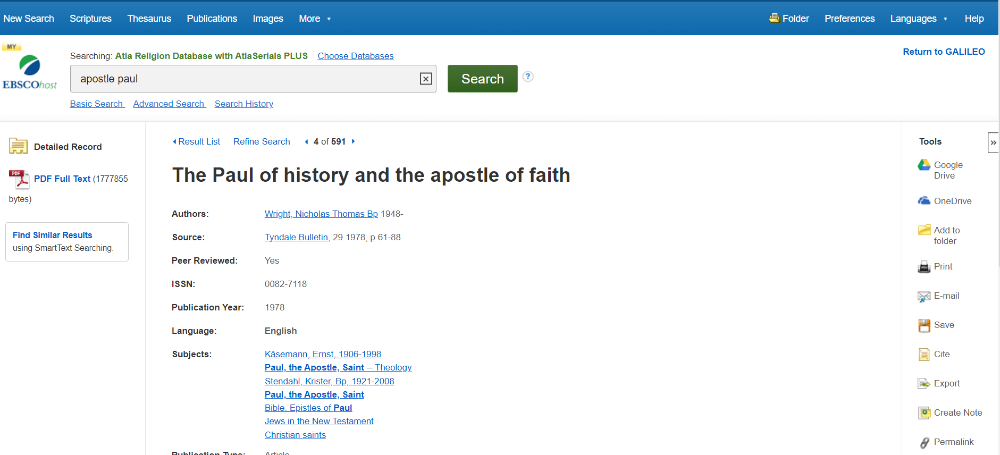 New Search Scriptures Thesaurus Publications Images More Folder Preferences Languages Help
MY
EBSCOhost
Searching: Atla Religion Database with AtlaSerials PLUS Choose Databases
Return to GALILEO
apostle paul
Search ?
Basic Search Advanced Search Search History
Detailed Record
PDF
PDF Full Text (1777855
bytes)
Find Similar Results
using SmartText Searching.
Result List Refine Search 4 of 591
The Paul of history and the apostle of faith
Authors: Wright, Nicholas Thomas Bp 1948-
Source: Tyndale Bulletin, 29 1978, p 61-88
Peer Reviewed: Yes
ISSN: 0082-7118
Publication Year: 1978
Language: English
Subjects: Käsemann, Ernst, 1906-1998
Paul, the Apostle, Saint -- Theology
Stendahl, Krister, Bp, 1921-2008
Paul, the Apostle, Saint
Bible. Epistles of Paul
Jews in the New Testament
Christian saints
Publication Type: Article
Tools »
Google
Drive
OneDrive
Add to
folder
Print
E-mail
Save
Cite
Export
Create Note
Permalink